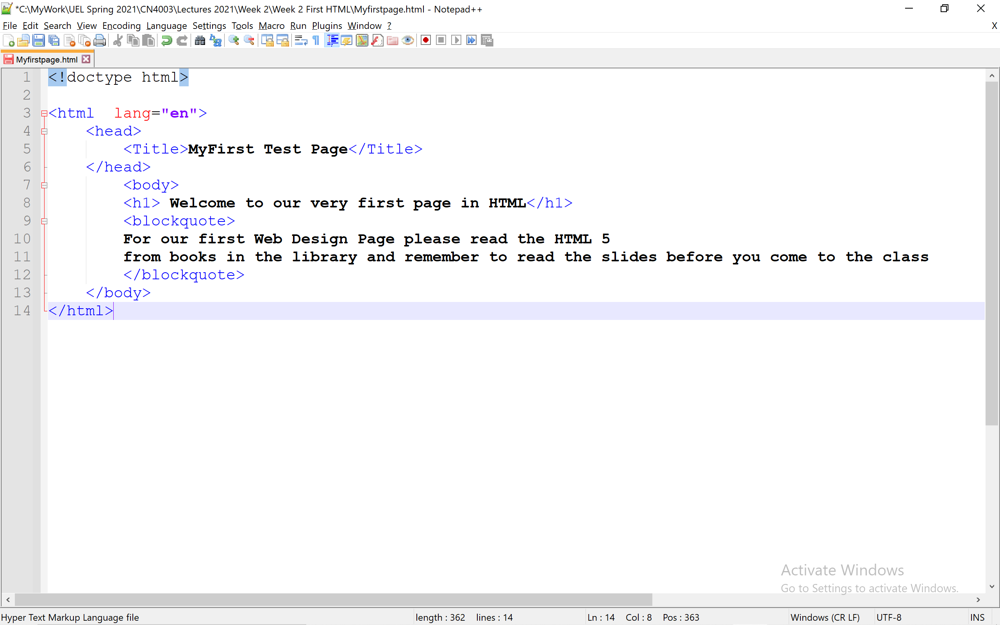 *C:\MyWork\UEL Spring 2021\CN4003\Lectures 2021\Week 2\Week 2 First HTML\Myfirstpage.html - Notepad++
File Edit Search View Encoding Language Settings Tools Macro Run Plugins Window ? X
Myfirstpage.html
1 <!doctype html>
2
3 <html  lang="en">
4 <head>
5 <Title>MyFirst Test Page</Title>
6 </head>
7 <body>
8 <h1> Welcome to our very first page in HTML</h1>
9 <blockquote>
10 For our first Web Design Page please read the HTML 5
11 from books in the library and remember to read the slides before you come to the class
12 </blockquote>
13 </body>
14 </html>
Activate Windows
Go to Settings to activate Windows.
Hyper Text Markup Language file length : 362 lines : 14 Ln : 14 Col : 8 Pos : 363 Windows (CR LF) UTF-8 INS